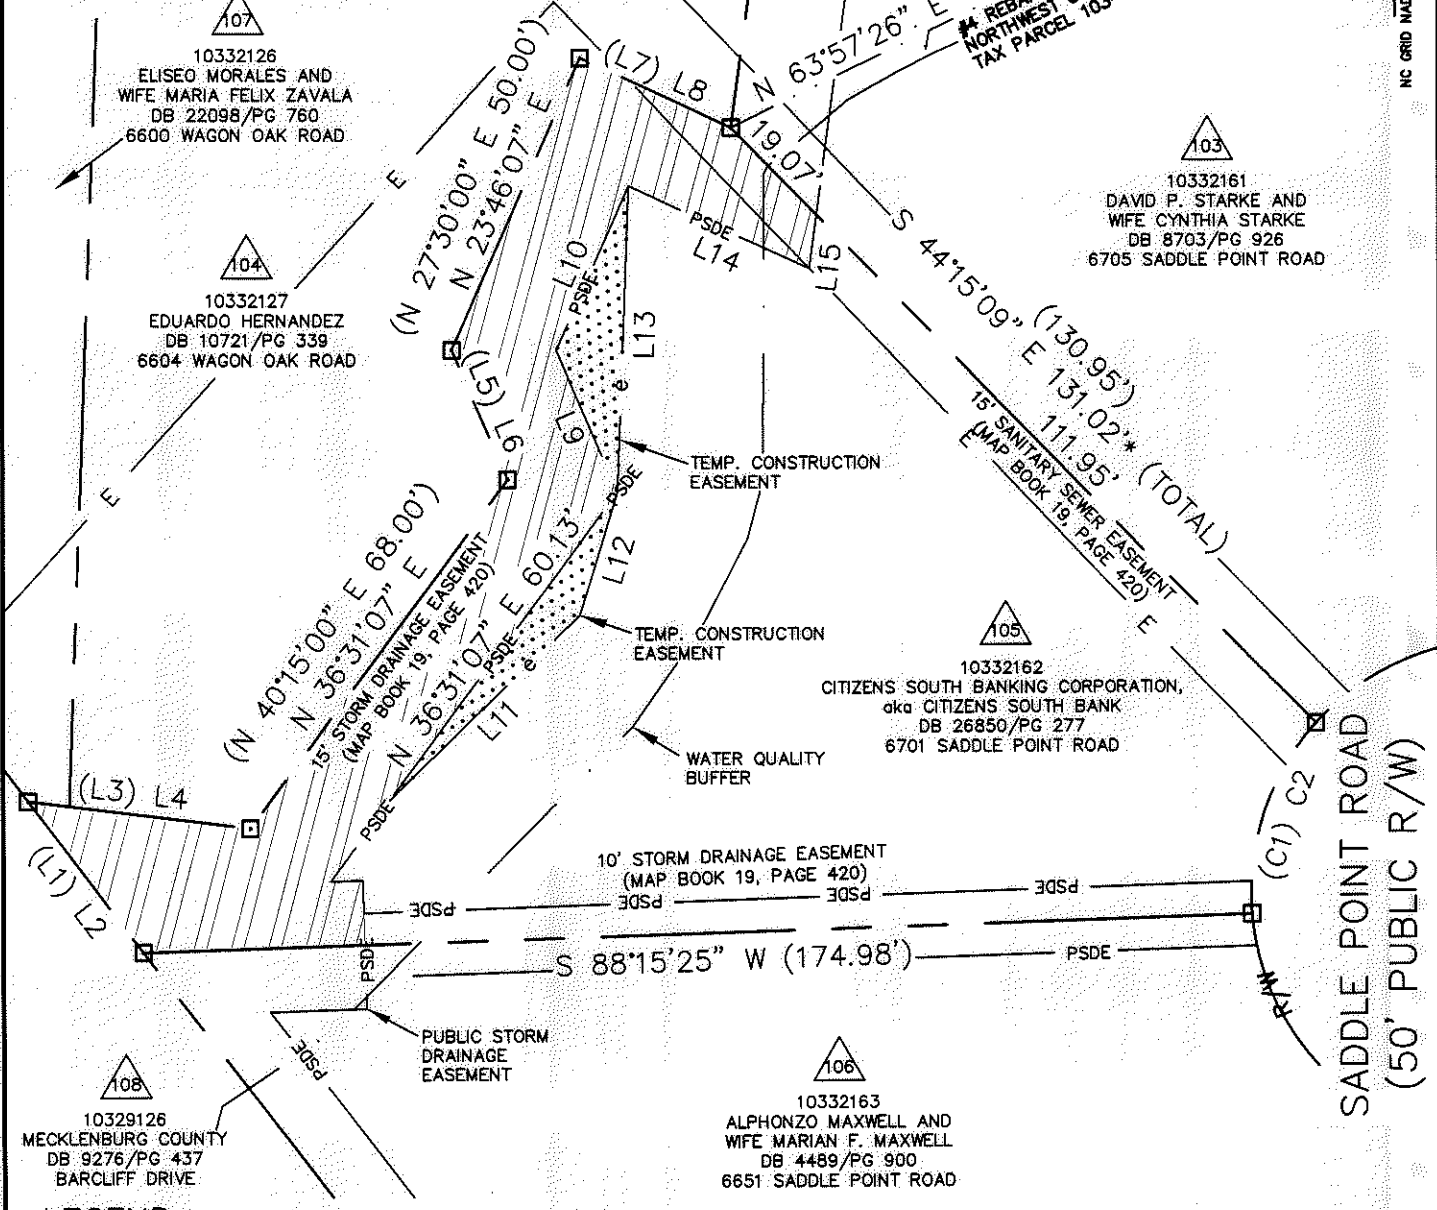 107
10332126
ELISEO MORALES AND
WIFE MARIA FELIX ZAVALA
DB 22098/PG 760
6600 WAGON OAK ROAD
#4
NORTHWEST
TAX PARCEL
N 63°57'26" E
NC GRID
103
10332161
DAVID P. STARKE AND
WIFE CYNTHIA STARKE
DB 8703/PG 926
6705 SADDLE POINT ROAD
104
10332127
EDUARDO HERNANDEZ
DB 10721/PG 339
6604 WAGON OAK ROAD
(N 27°30'00" E 50.00')
N 23°46'07" E
(L7) L8
19.07'
E
E
PSDE
L10
PSDE
L14
L15
L13
(L5) L6
L9
e
S 44°15'09" E 131.02'* (TOTAL)
(130.95')
111.95'
15' SANITARY SEWER EASEMENT
(MAP BOOK 19, PAGE 420)
E
E
TEMP. CONSTRUCTION
EASEMENT
PSDE
L12
(N 40°15'00" E 68.00')
N 36°31'07" E
15' STORM DRAINAGE EASEMENT
(MAP BOOK 19, PAGE 420)
N 36°31'07" E 60.13'
PSDE
e
L11
TEMP. CONSTRUCTION
EASEMENT
105
10332162
CITIZENS SOUTH BANKING CORPORATION,
aka CITIZENS SOUTH BANK
DB 26850/PG 277
6701 SADDLE POINT ROAD
WATER QUALITY
BUFFER
(L3) L4
(L1) L2
PSDE
10' STORM DRAINAGE EASEMENT
(MAP BOOK 19, PAGE 420)
PSDE
PSDE
PSDE
PSDE
(C1) C2
SADDLE POINT ROAD
(50' PUBLIC R/W)
R/W
PSDE
S 88°15'25" W (174.98')
PSDE
PUBLIC STORM
DRAINAGE
EASEMENT
PSDE
108
10329126
MECKLENBURG COUNTY
DB 9276/PG 437
BARCLIFF DRIVE
106
10332163
ALPHONZO MAXWELL AND
WIFE MARIAN F. MAXWELL
DB 4489/PG 900
6651 SADDLE POINT ROAD